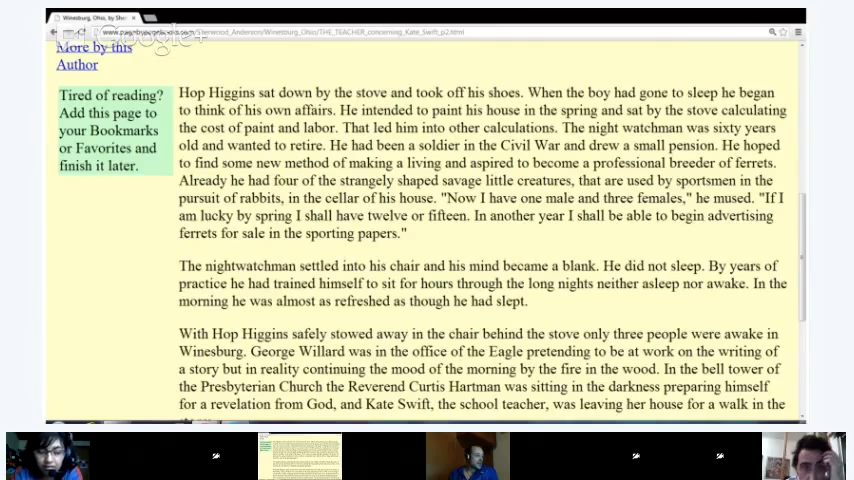 Winesburg, Ohio, by Sher
Google+
/Sherwood_Anderson/Winesburg_Ohio/THE_TEACHER_concerning_Kate_Swift_p2.html
More by this
Author
Tired of reading?
Add this page to
your Bookmarks
or Favorites and
finish it later.
Hop Higgins sat down by the stove and took off his shoes. When the boy had gone to sleep he began
to think of his own affairs. He intended to paint his house in the spring and sat by the stove calculating
the cost of paint and labor. That led him into other calculations. The night watchman was sixty years
old and wanted to retire. He had been a soldier in the Civil War and drew a small pension. He hoped
to find some new method of making a living and aspired to become a professional breeder of ferrets.
Already he had four of the strangely shaped savage little creatures, that are used by sportsmen in the
pursuit of rabbits, in the cellar of his house. "Now I have one male and three females," he mused. "If I
am lucky by spring I shall have twelve or fifteen. In another year I shall be able to begin advertising
ferrets for sale in the sporting papers."
The nightwatchman settled into his chair and his mind became a blank. He did not sleep. By years of
practice he had trained himself to sit for hours through the long nights neither asleep nor awake. In the
morning he was almost as refreshed as though he had slept.
With Hop Higgins safely stowed away in the chair behind the stove only three people were awake in
Winesburg. George Willard was in the office of the Eagle pretending to be at work on the writing of
a story but in reality continuing the mood of the morning by the fire in the wood. In the bell tower of
the Presbyterian Church the Reverend Curtis Hartman was sitting in the darkness preparing himself
for a revelation from God, and Kate Swift, the school teacher, was leaving her house for a walk in the